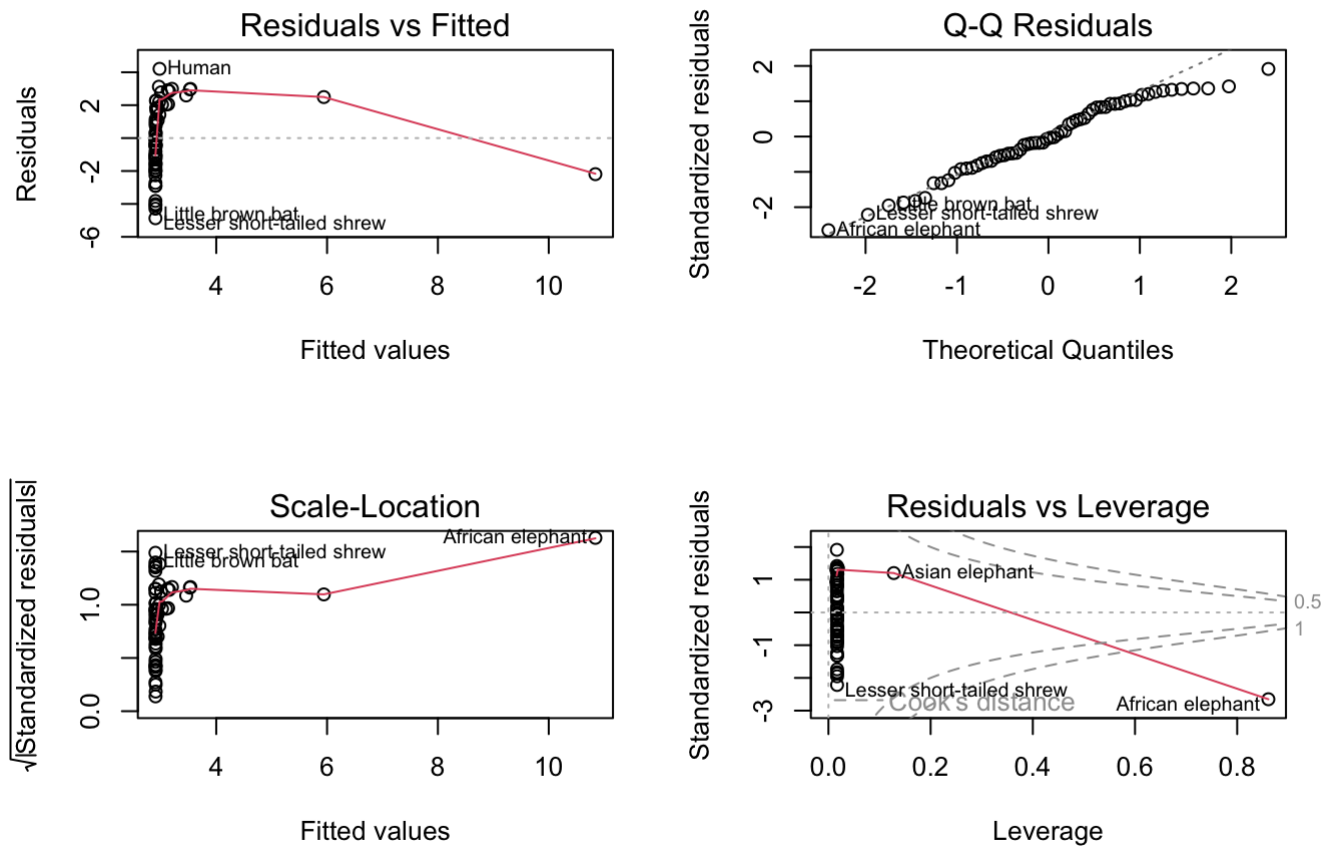 Residuals vs Fitted
Residuals
2
-2
-6
Human
Little brown bat
Lesser short-tailed shrew
4 6 8 10
Fitted values
Q-Q Residuals
Standardized residuals
2
0
-2
Little brown bat
Lesser short-tailed shrew
African elephant
-2 -1 0 1 2
Theoretical Quantiles
Scale-Location
√|Standardized residuals|
1.0
0.0
African elephant
Lesser short-tailed shrew
Little brown bat
4 6 8 10
Fitted values
Residuals vs Leverage
Standardized residuals
1
-1
-3
Asian elephant
0.5
1
Lesser short-tailed shrew
Cook's distance
African elephant
0.0 0.2 0.4 0.6 0.8
Leverage